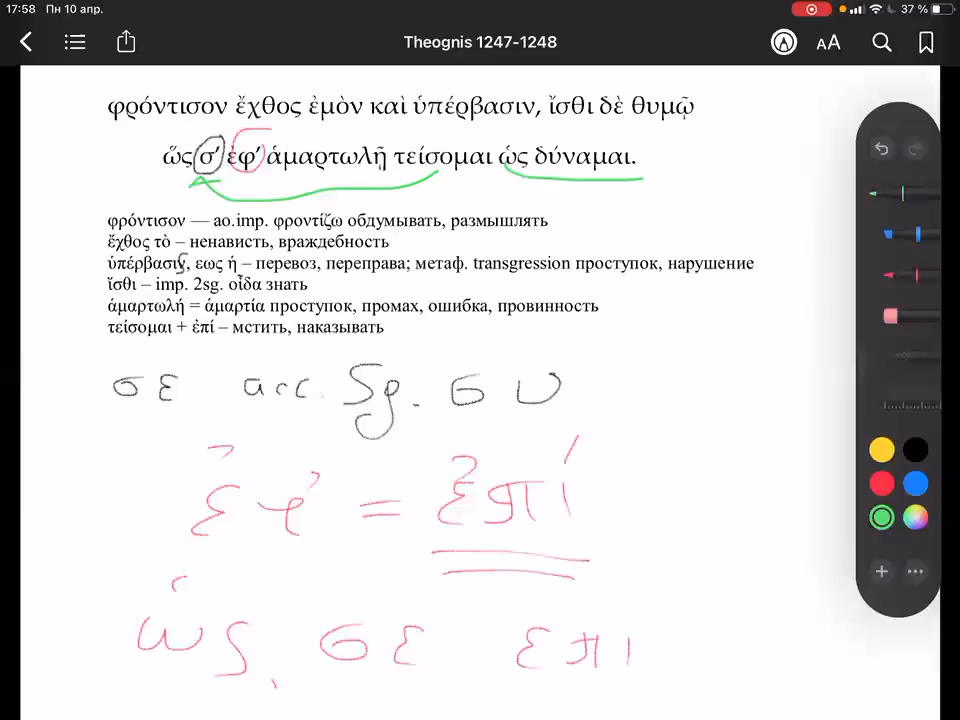 17:58 Пн 10 апр. 37 %
Theognis 1247-1248
AA
φρόντισον ἔχθος ἐμὸν καὶ ὑπέρβασιν, ἴσθι δὲ θυμῷ
ὥς σ’ ἐφ’ ἁμαρτωλῇ τείσομαι ὡς δύναμαι.
φρόντισον — ao.imp. φροντίζω обдумывать, размышлять
ἔχθος τὸ – ненависть, враждебность
ὑπέρβασις, εως ἡ – перевоз, переправа; метаф. transgression проступок, нарушение
ἴσθι – imp. 2sg. οἶδα знать
ἁμαρτωλή = ἁμαρτία проступок, промах, ошибка, провинность
τείσομαι + ἐπί – мстить, наказывать
σε acc. Sg. συ
ἐφ’ = ἐπί
ὡς σε επι